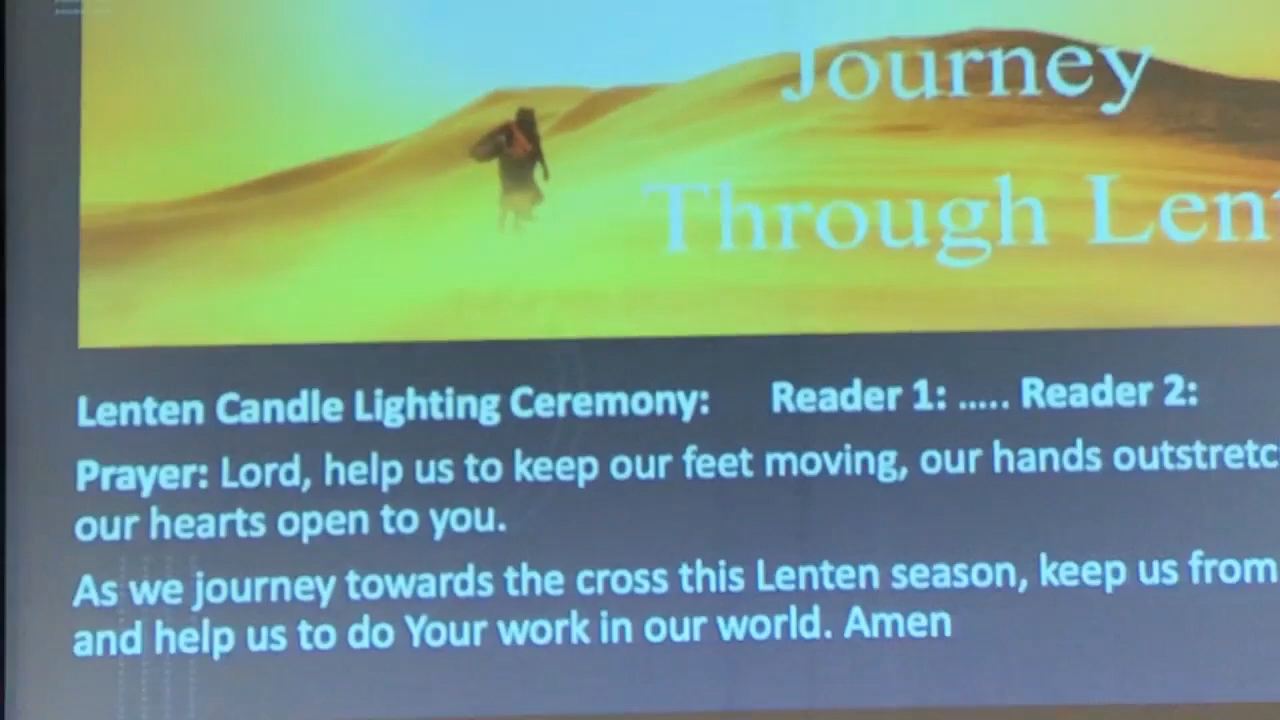 Journey
Through Lent
Lenten Candle Lighting Ceremony: Reader 1: ..... Reader 2:
Prayer: Lord, help us to keep our feet moving, our hands outstretc
our hearts open to you.
As we journey towards the cross this Lenten season, keep us from
and help us to do Your work in our world. Amen